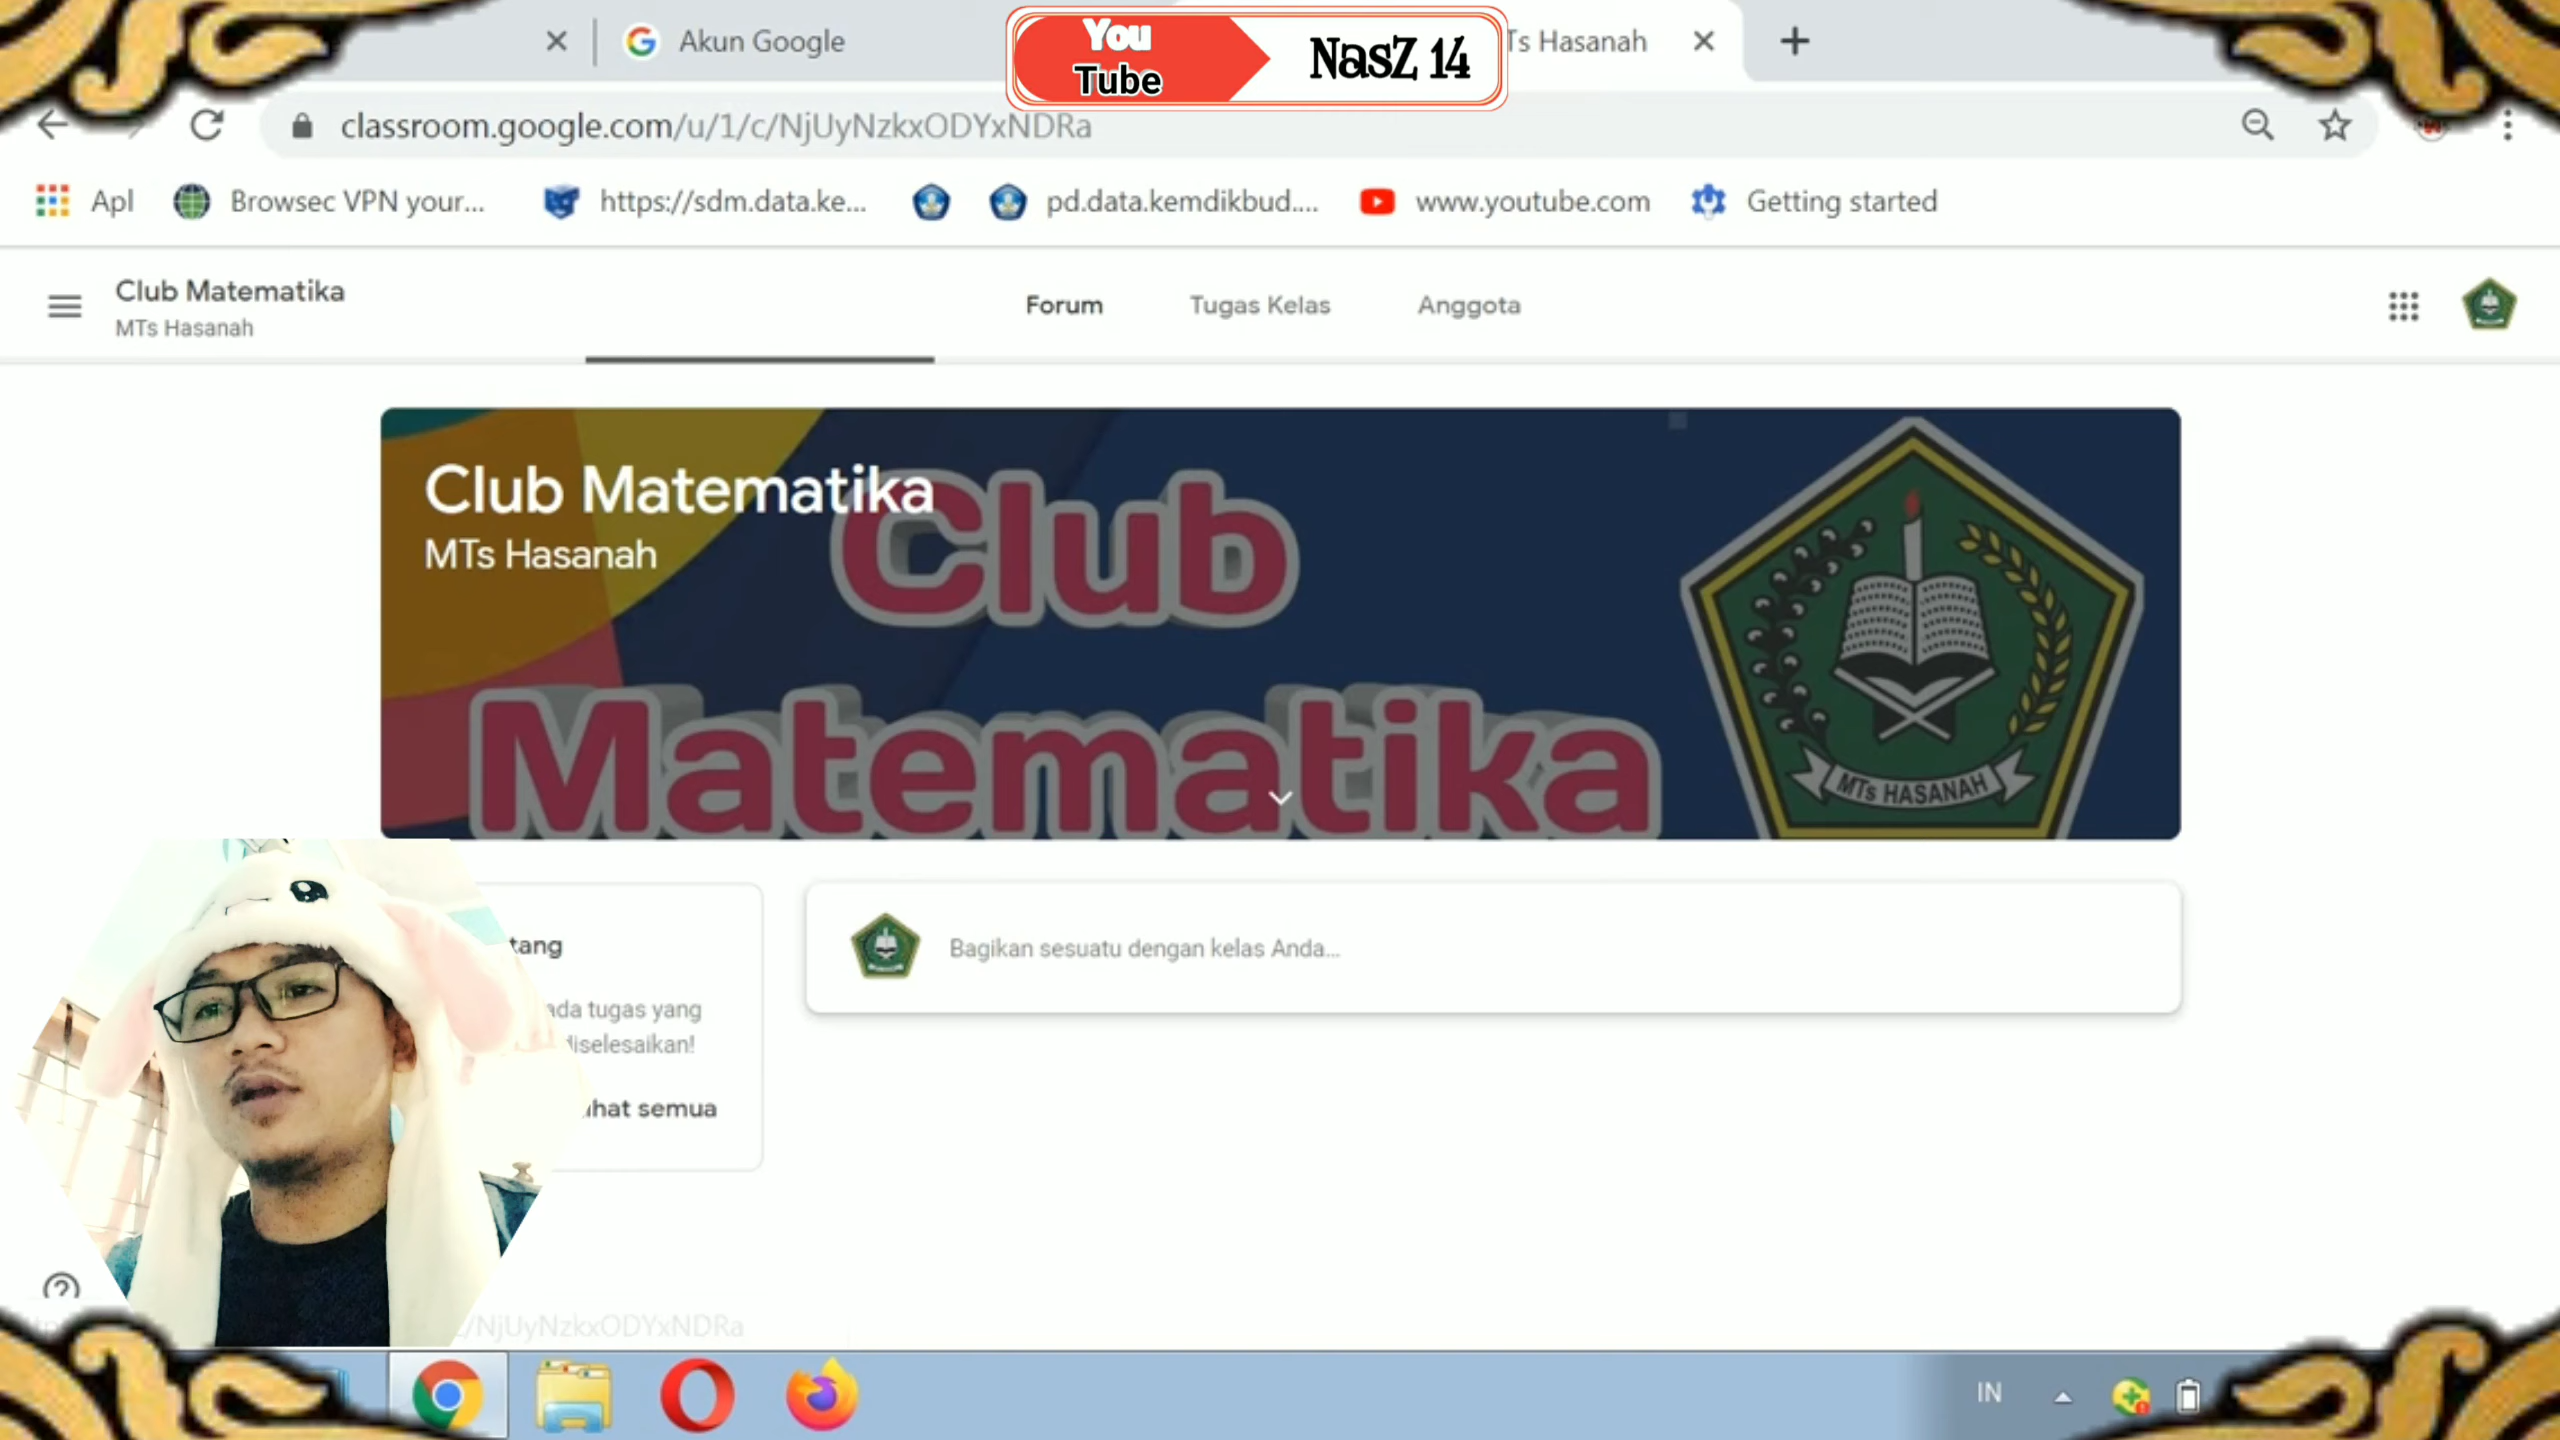 Akun Google
You
Tube
NasZ 14
Ts Hasanah
classroom.google.com/u/1/c/NjUyNzkxODYxNDRa
Apl
Browsec VPN your...
https://sdm.data.ke...
pd.data.kemdikbud....
www.youtube.com
Getting started
Club Matematika
MTs Hasanah
Forum
Tugas Kelas
Anggota
Club Matematika
MTs Hasanah
Club
Matematika
MTs HASANAH
tang
ada tugas yang
diselesaikan!
ihat semua
Bagikan sesuatu dengan kelas Anda...
/NjUyNzkxODYxNDRa
IN